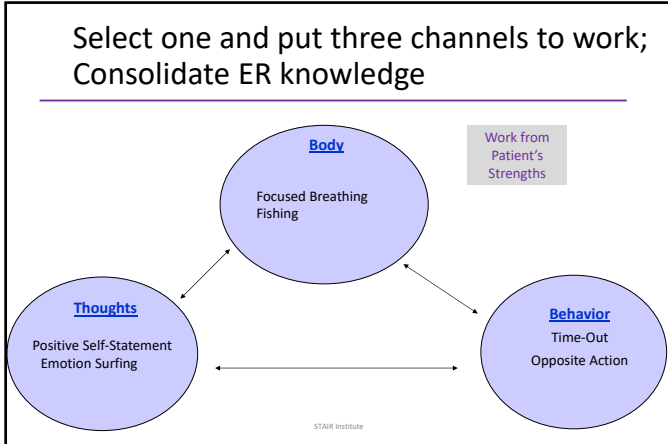 Select one and put three channels to work;
Consolidate ER knowledge
Body
Focused Breathing
Fishing
Work from
Patient's
Strengths
Thoughts
Positive Self-Statement
Emotion Surfing
Behavior
Time-Out
Opposite Action
STAIR Institute